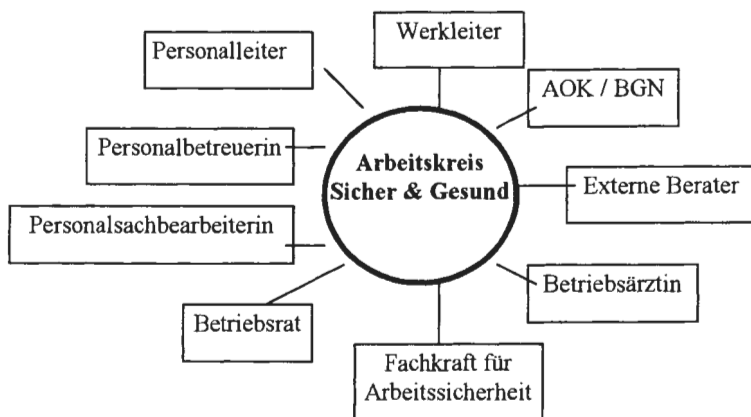 Werkleiter
Personalleiter
AOK / BGN
Personalbetreuerin
Arbeitskreis
Sicher & Gesund
Externe Berater
Personalsachbearbeiterin
Betriebsärztin
Betriebsrat
Fachkraft für
Arbeitssicherheit